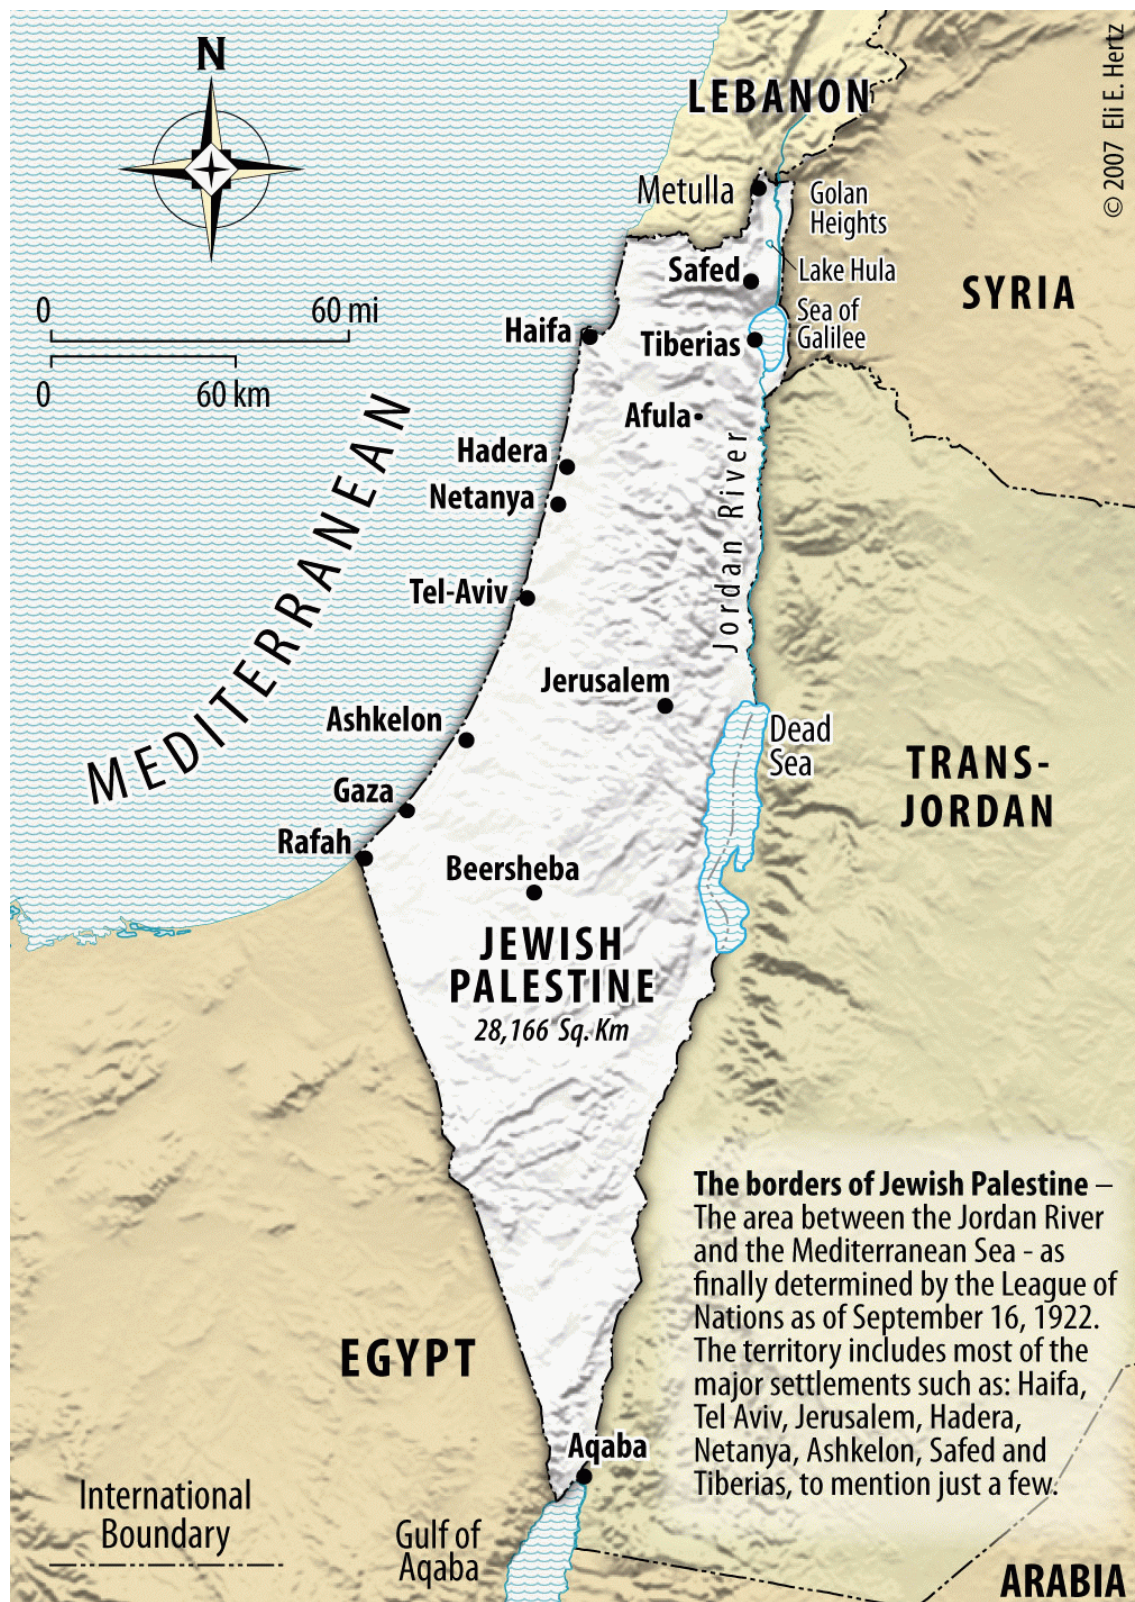 N
LEBANON
© 2007 Eli E. Hertz
Metulla
Golan
Heights
Safed
Lake Hula
SYRIA
0
60 mi
Sea of
Galilee
Haifa
Tiberias
0
60 km
Afula
MEDITERRANEAN
Jordan River
Hadera
Netanya
Tel-Aviv
Jerusalem
Ashkelon
Dead
Sea
TRANS-
JORDAN
Gaza
Rafah
Beersheba
JEWISH
PALESTINE
28,166 Sq. Km
The borders of Jewish Palestine –
The area between the Jordan River
and the Mediterranean Sea - as
finally determined by the League of
Nations as of September 16, 1922.
The territory includes most of the
major settlements such as: Haifa,
Tel Aviv, Jerusalem, Hadera,
Netanya, Ashkelon, Safed and
Tiberias, to mention just a few.
EGYPT
Aqaba
International
Boundary
Gulf of
Aqaba
ARABIA